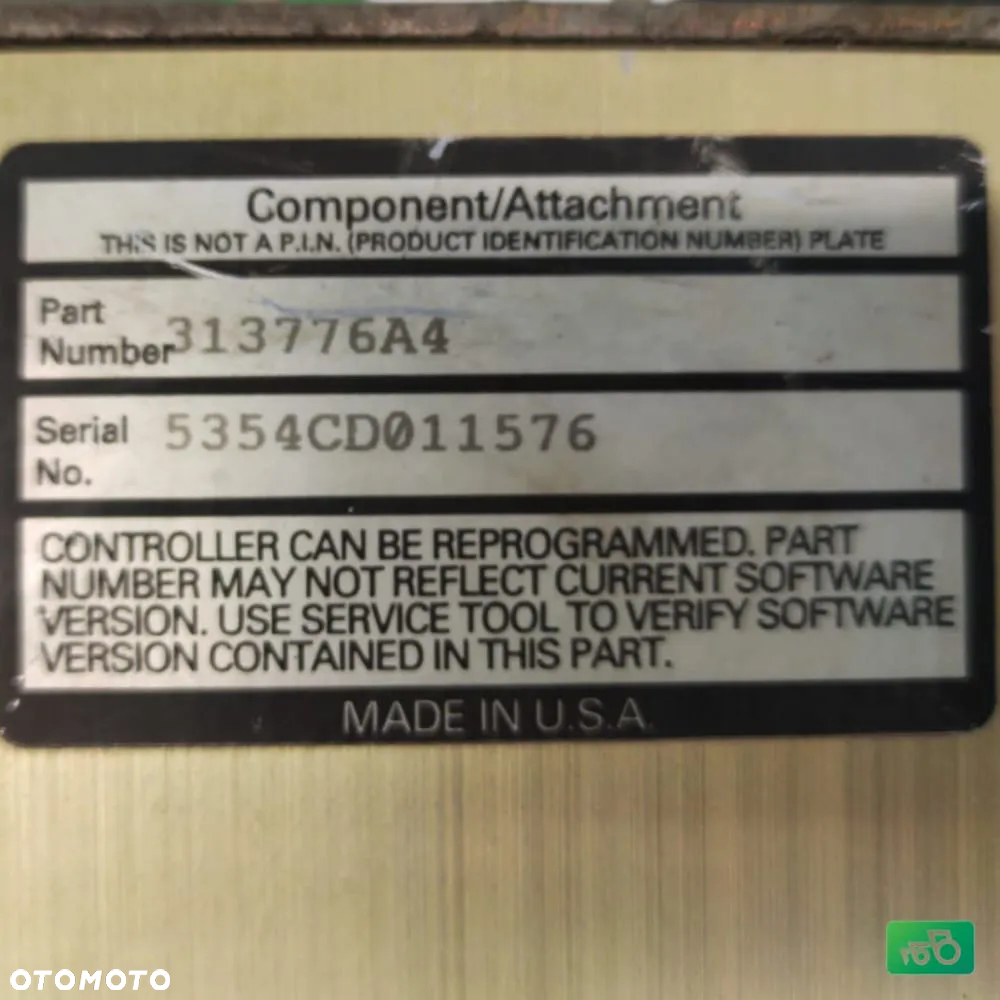 Component/Attachment
THIS IS NOT A P.I.N. (PRODUCT IDENTIFICATION NUMBER) PLATE
Part
Number 313776A4
Serial 5354CD011576
No.
CONTROLLER CAN BE REPROGRAMMED. PART
NUMBER MAY NOT REFLECT CURRENT SOFTWARE
VERSION. USE SERVICE TOOL TO VERIFY SOFTWARE
VERSION CONTAINED IN THIS PART.
MADE IN U.S.A.
OTOMOTO